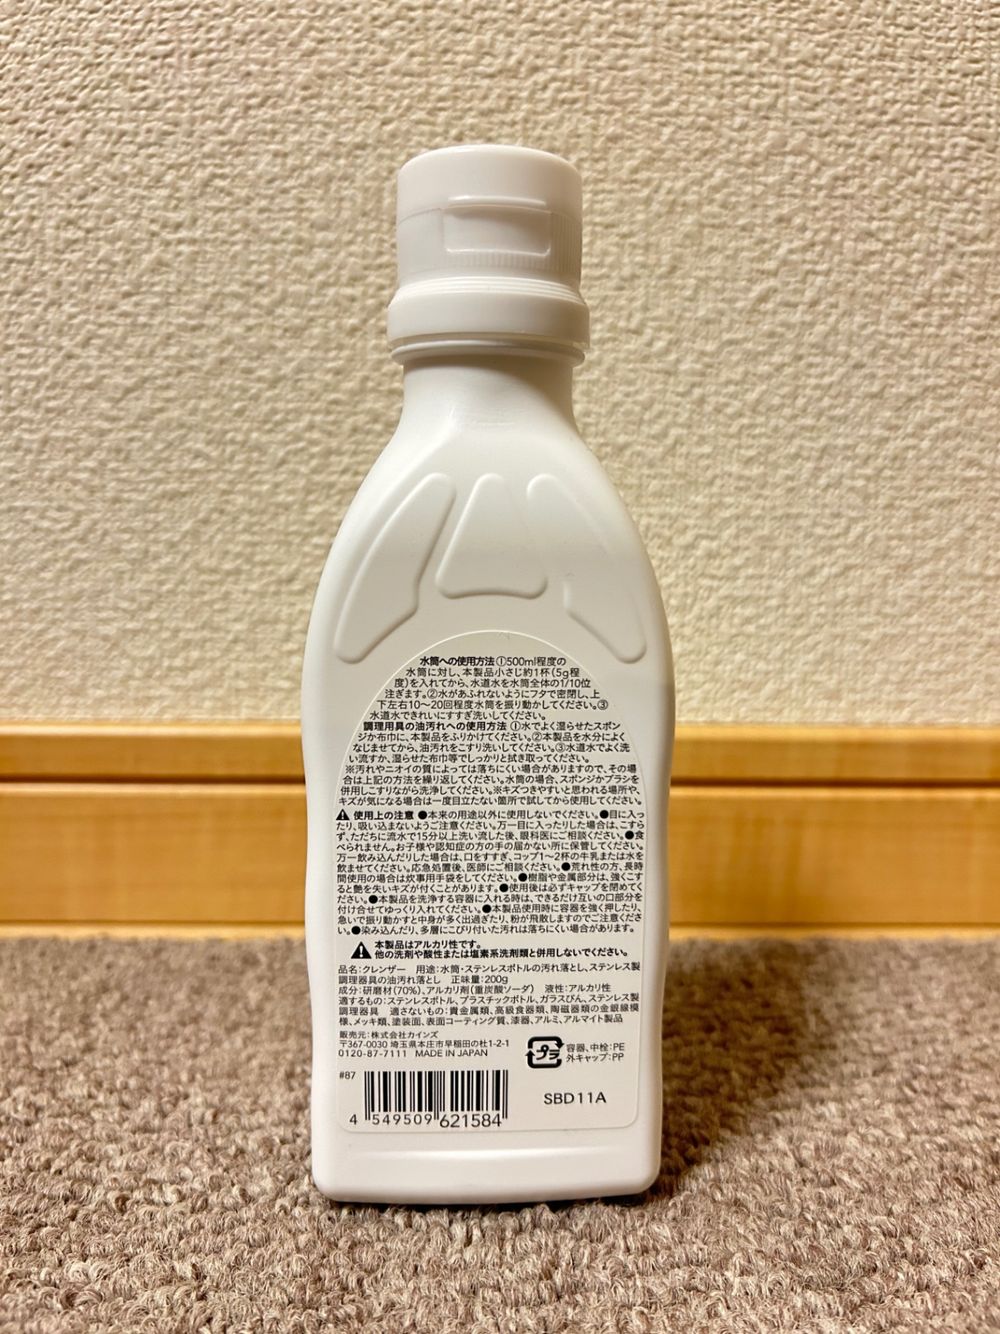 水筒への使用方法 ①500ml程度の
水筒に対し、本製品小さじ約1杯(5g程
度)を入れてから、水道水を水筒全体の1/10位
注ぎます。②水があふれないようにフタで密閉し、上
下左右10〜20回程度水筒を振り動かしてください。③
水道水できれいにすすぎ洗いしてください。
調理用具の油汚れへの使用方法 ①水でよく湿らせたスポン
ジか布巾に、本製品をふりかけてください。②本製品を水分によく
なじませてから、油汚れをこすり洗いしてください。③水道水でよく洗
い流すか、湿らせた布巾等でしっかりと拭き取ってください。
※汚れやニオイの質によっては落ちにくい場合がありますので、その場
合は上記の方法を繰り返してください。水筒の場合、スポンジかブラシを
併用しこすりながら洗浄してください。※キズつきやすいと思われる場所や、
キズが気になる場合は一度目立たない箇所で試してから使用してください。
⚠ 使用上の注意 ●本来の用途以外に使用しないでください。●目に入っ
たり、吸い込まないようご注意ください。万一目に入ったりした場合は、こすら
ず、ただちに流水で15分以上洗い流した後、眼科医にご相談ください。●食
べられません。お子様や認知症の方の手の届かない所に保管してください。
万一飲み込んだりした場合は、口をすすぎ、コップ1〜2杯の牛乳または水を
飲ませてください。応急処置後、医師にご相談ください。●荒れ性の方、長時
間使用の場合は炊事用手袋をしてください。●樹脂や金属部分は、強くこす
ると艶を失いキズが付くことがあります。●使用後は必ずキャップを閉めてく
ださい。●本製品を洗浄する容器に入れる時は、できるだけ互いの口部分を
付け合せてゆっくり入れてください。●本製品使用時に容器を強く押したり、
急いで振り動かすと中身が多く出過ぎたり、粉が飛散しますのでご注意くださ
い。●染み込んだり、多層にこびり付いた汚れは落ちにくい場合があります。
⚠ 本製品はアルカリ性です。
他の洗剤や酸性または塩素系洗剤類と併用しないでください。
品名:クレンザー 用途:水筒・ステンレスボトルの汚れ落とし、ステンレス製
調理器具の油汚れ落とし 正味量:200g
成分:研磨材(70%)、アルカリ剤(重炭酸ソーダ) 液性:アルカリ性
適するもの:ステンレスボトル、プラスチックボトル、ガラスびん、ステンレス製
調理器具 適さないもの:貴金属類、高級食器類、陶磁器類の金銀線模
様、メッキ類、塗装面、表面コーティング質、漆器、アルミ、アルマイト製品
販売元:株式会社カインズ
〒367-0030 埼玉県本庄市早稲田の杜1-2-1
0120-87-7111 MADE IN JAPAN
プラ
容器、中栓:PE
外キャップ:PP
#87
4 549509 621584
SBD11A